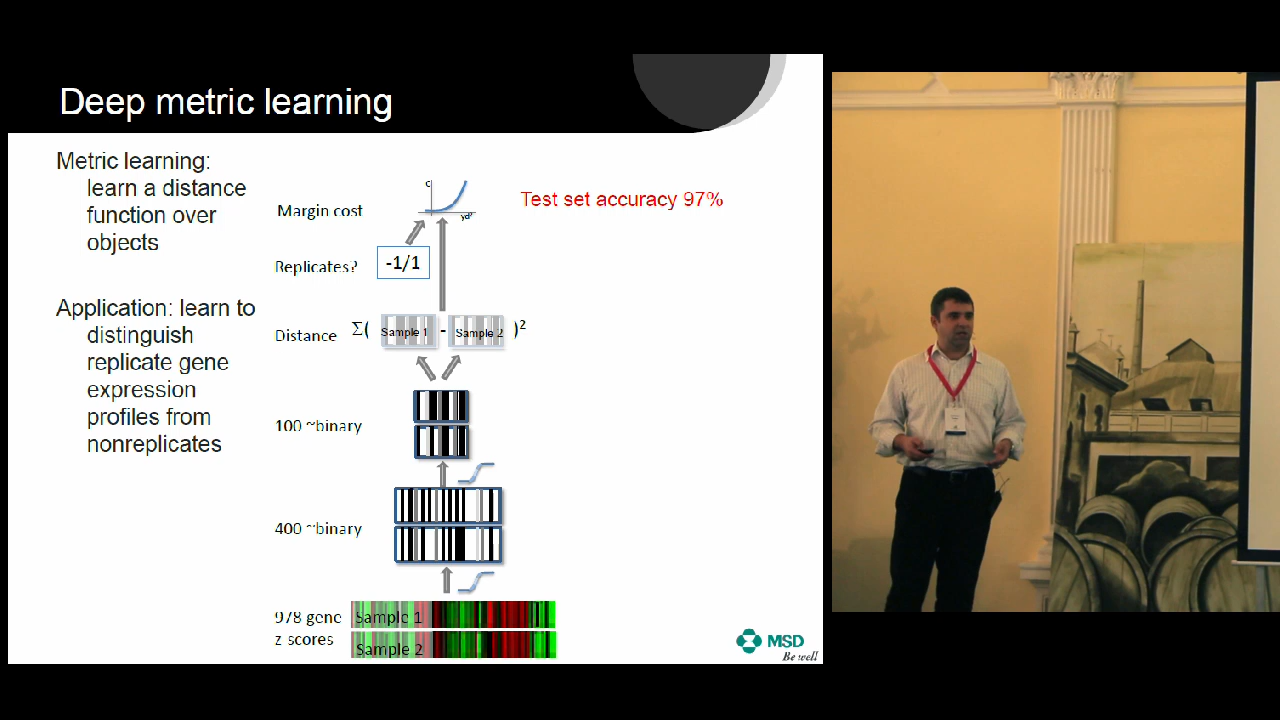 Deep metric learning
Metric learning:
learn a distance
function over
objects
Application: learn to
distinguish
replicate gene
expression
profiles from
nonreplicates
Margin cost
C
Test set accuracy 97%
Replicates?
-1/1
Distance
Σ( Sample 1 - Sample 2 )²
100 ~binary
400 ~binary
978 gene
z scores
Sample 1
Sample 2
MSD
Be well